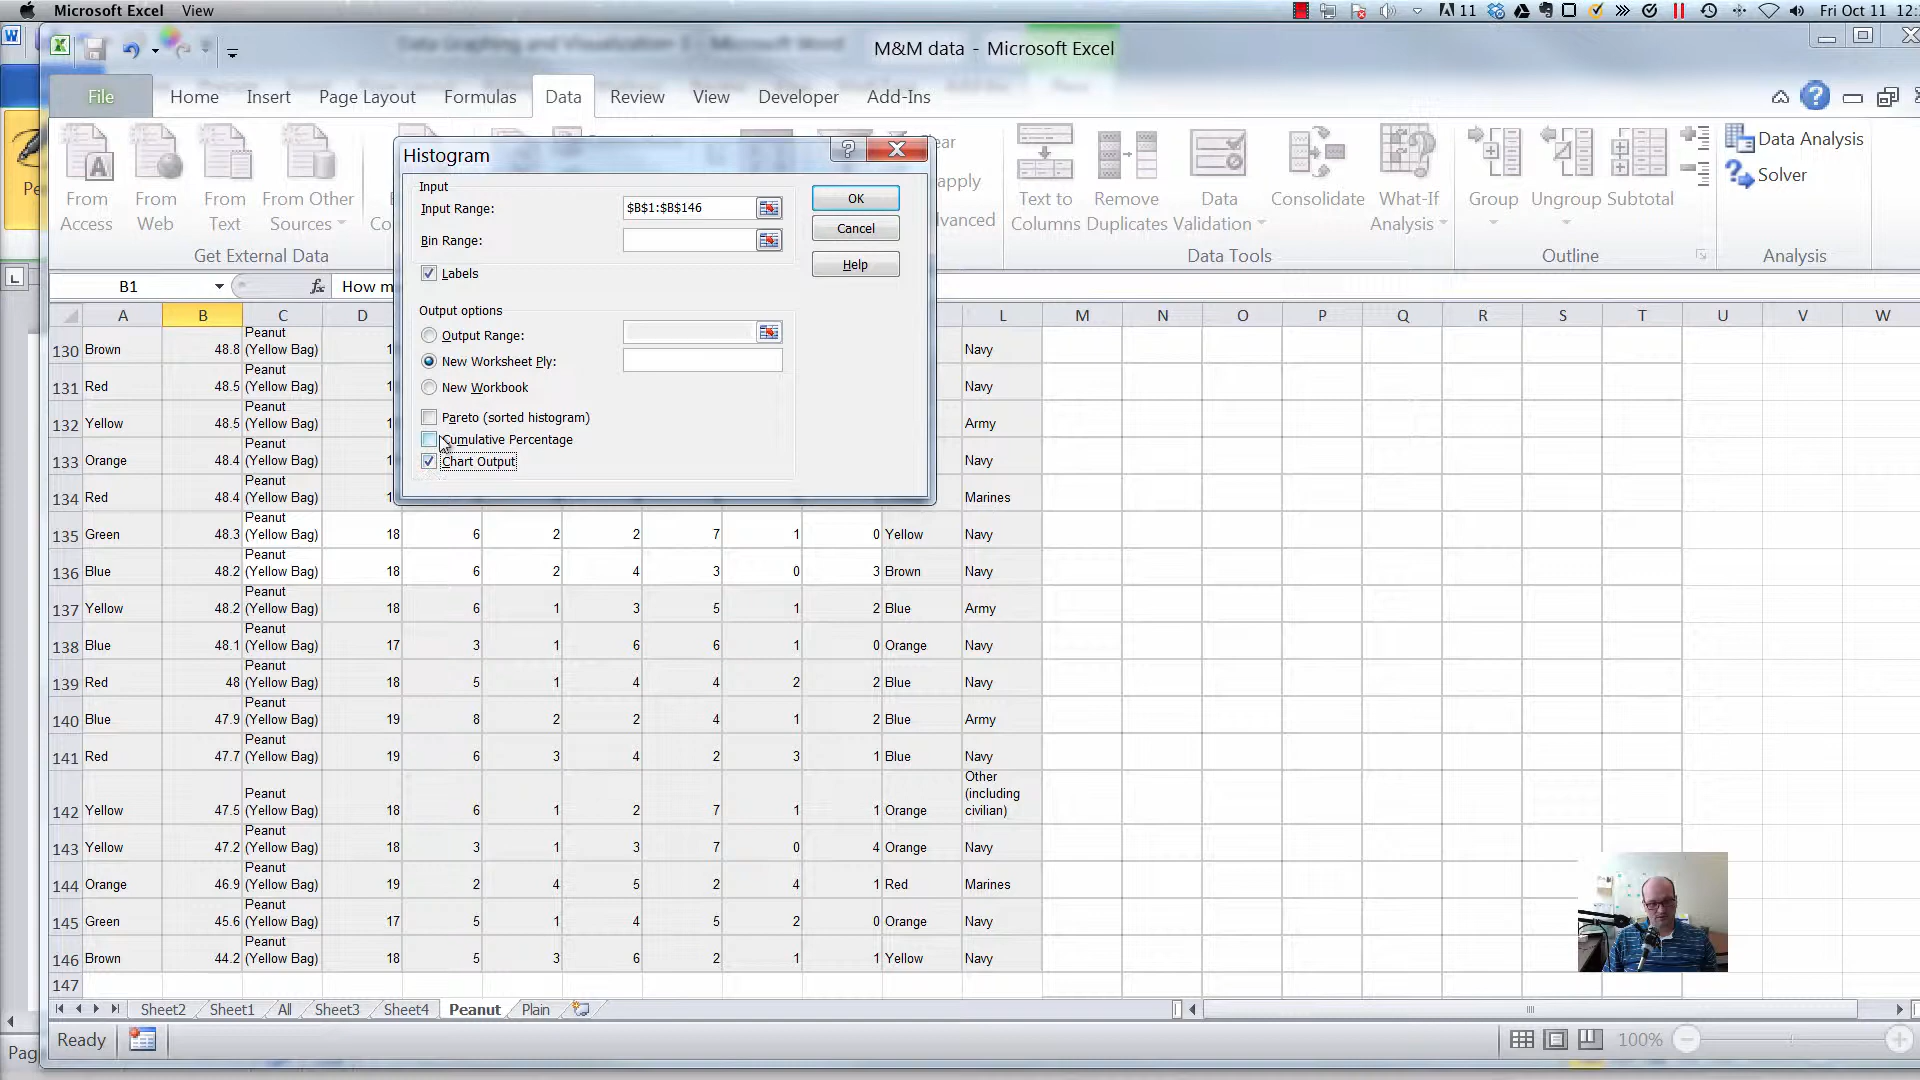 Microsoft Excel View
11 Fri Oct 11 12:
M&M data - Microsoft Excel
File Home Insert Page Layout Formulas Data Review View Developer Add-Ins
From Access
From Web
From Text
From Other Sources
Get External Data
Text to Columns
Remove Duplicates
Data Validation
Consolidate
What-If Analysis
Data Tools
Group
Ungroup
Subtotal
Outline
Data Analysis
Solver
Analysis
Histogram
Input
Input Range: $B$1:$B$146
Bin Range:
Labels
Output options
Output Range:
New Worksheet Ply:
New Workbook
Pareto (sorted histogram)
Cumulative Percentage
Chart Output
OK
Cancel
Help
B1 fx How m
A B C D L M N O P Q R S T U V W
130 Brown 48.8 Peanut (Yellow Bag) 1 Navy
131 Red 48.5 Peanut (Yellow Bag) 1 Navy
132 Yellow 48.5 Peanut (Yellow Bag) 1 Army
133 Orange 48.4 Peanut (Yellow Bag) 1 Navy
134 Red 48.4 Peanut (Yellow Bag) Marines
135 Green 48.3 Peanut (Yellow Bag) 18 6 2 2 7 1 0 Yellow Navy
136 Blue 48.2 Peanut (Yellow Bag) 18 6 2 4 3 0 3 Brown Navy
137 Yellow 48.2 Peanut (Yellow Bag) 18 6 1 3 5 1 2 Blue Army
138 Blue 48.1 Peanut (Yellow Bag) 17 3 1 6 6 1 0 Orange Navy
139 Red 48 Peanut (Yellow Bag) 18 5 1 4 4 2 2 Blue Navy
140 Blue 47.9 Peanut (Yellow Bag) 19 8 2 2 4 1 2 Blue Army
141 Red 47.7 Peanut (Yellow Bag) 19 6 3 4 2 3 1 Blue Navy
142 Yellow 47.5 Peanut (Yellow Bag) 18 6 1 2 7 1 1 Orange Other (including civilian)
143 Yellow 47.2 Peanut (Yellow Bag) 18 3 1 3 7 0 4 Orange Navy
144 Orange 46.9 Peanut (Yellow Bag) 19 2 4 5 2 4 1 Red Marines
145 Green 45.6 Peanut (Yellow Bag) 17 5 1 4 5 2 0 Orange Navy
146 Brown 44.2 Peanut (Yellow Bag) 18 5 3 6 2 1 1 Yellow Navy
147
Sheet2 Sheet1 All Sheet3 Sheet4 Peanut Plain
Ready 100%